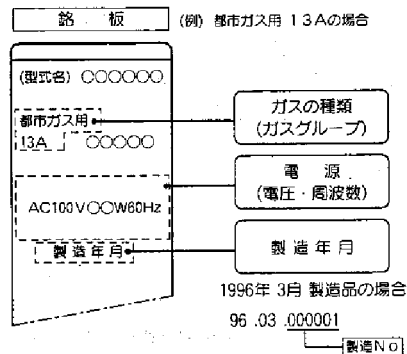 銘板
(例) 都市ガス用 13Aの場合
(型式名) ○○○○○○
都市ガス用
13A ○○○○○
AC100V○○W60Hz
製造年月
ガスの種類
(ガスグループ)
電源
(電圧・周波数)
製造年月
1996年 3月 製造品の場合
96.03.000001
製造No